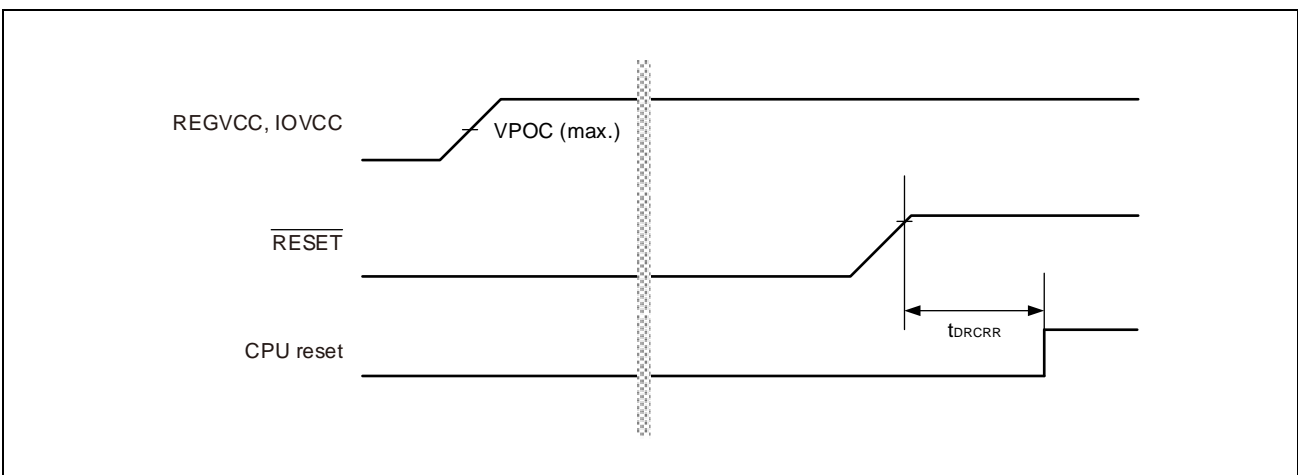 REGVCC, IOVCC
VPOC (max.)
RESET
tDRCRR
CPU reset